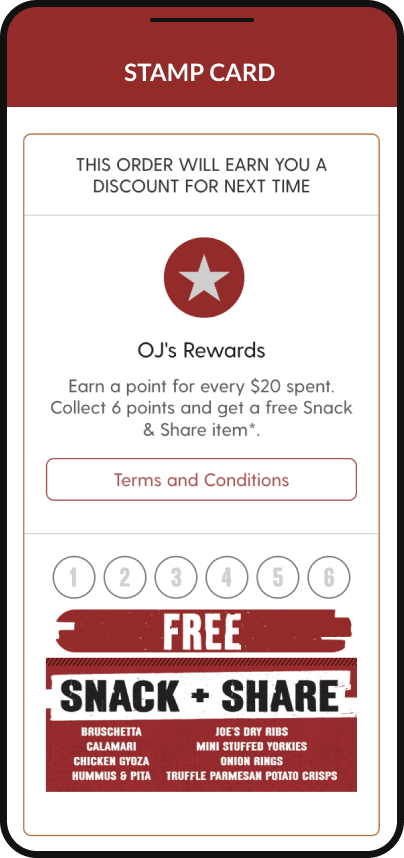 STAMP CARD
THIS ORDER WILL EARN YOU A
DISCOUNT FOR NEXT TIME
OJ's Rewards
Earn a point for every $20 spent.
Collect 6 points and get a free Snack
& Share item*.
Terms and Conditions
1 2 3 4 5 6
FREE
SNACK + SHARE
BRUSCHETTA
CALAMARI
CHICKEN GYOZA
HUMMUS & PITA
JOE'S DRY RIBS
MINI STUFFED YORKIES
ONION RINGS
TRUFFLE PARMESAN POTATO CRISPS